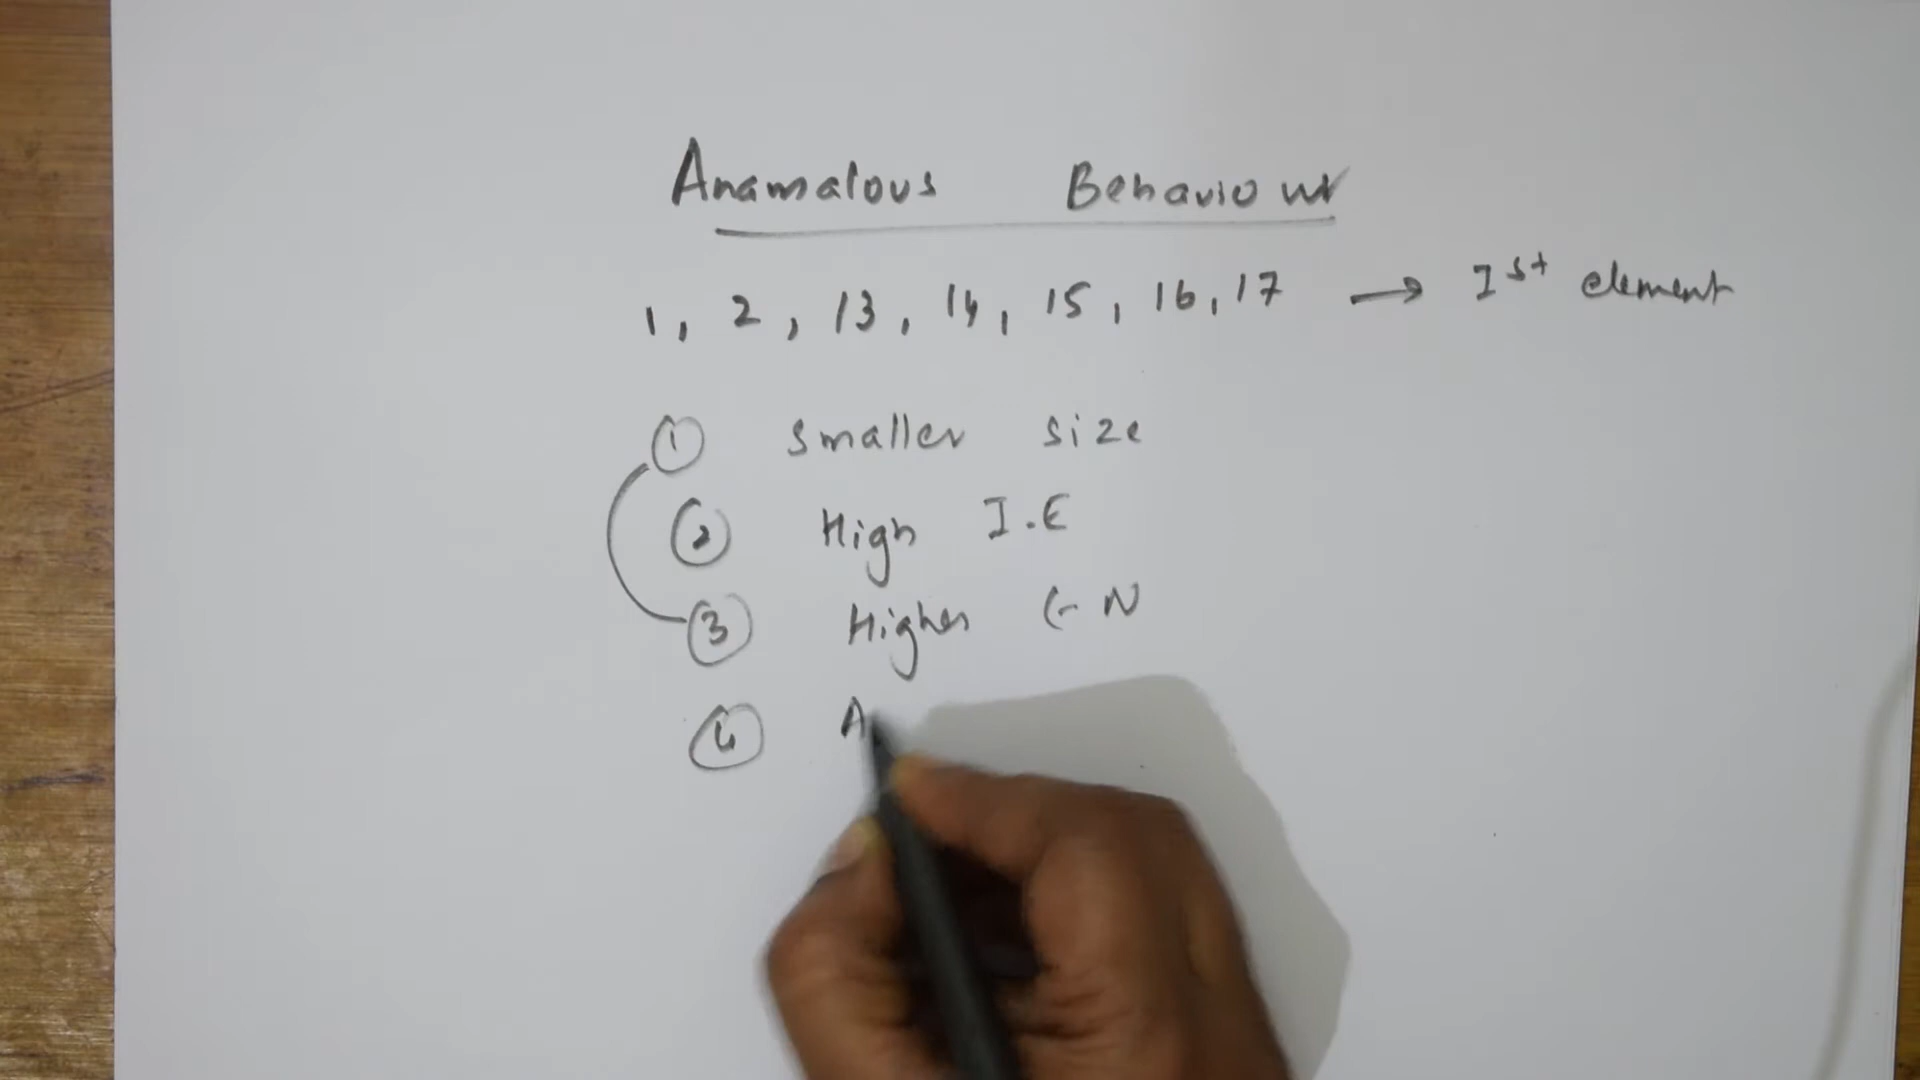 Anamalous Behaviour
1, 2, 13, 14, 15, 16, 17 → Ist element
① Smaller size
② High I.E
③ Higher E N
④ A